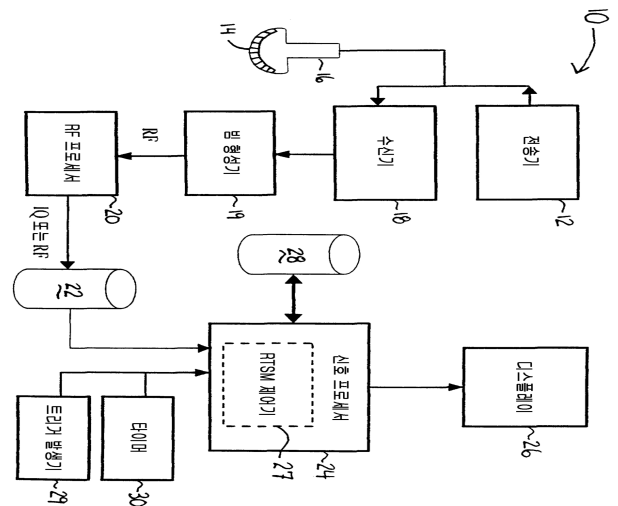 10
전송기
12
디스플레이
26
14
16
수신기
18
28
신호 프로세서
24
RTSM 제어기
27
빔 형성기
19
RF
타이머
30
RF 프로세서
20
IQ 또는 RF
22
트리거 발생기
29